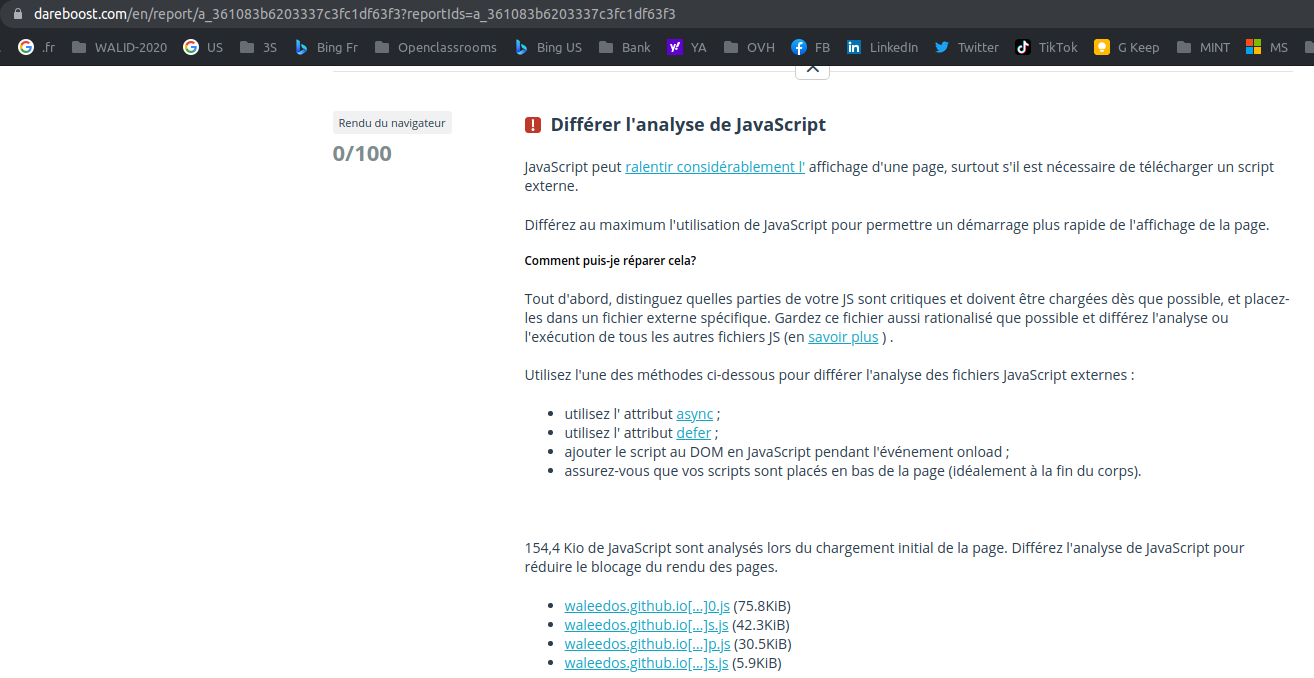 dareboost.com/en/report/a_361083b6203337c3fc1df63f3?reportIds=a_361083b6203337c3fc1df63f3
.fr WALID-2020 US 3S Bing Fr Openclassrooms Bing US Bank YA OVH FB LinkedIn Twitter TikTok G Keep MINT MS
Rendu du navigateur
0/100
Différer l'analyse de JavaScript
JavaScript peut ralentir considérablement l' affichage d'une page, surtout s'il est nécessaire de télécharger un script
externe.
Différez au maximum l'utilisation de JavaScript pour permettre un démarrage plus rapide de l'affichage de la page.
Comment puis-je réparer cela?
Tout d'abord, distinguez quelles parties de votre JS sont critiques et doivent être chargées dès que possible, et placez-
les dans un fichier externe spécifique. Gardez ce fichier aussi rationalisé que possible et différez l'analyse ou
l'exécution de tous les autres fichiers JS (en savoir plus ) .
Utilisez l'une des méthodes ci-dessous pour différer l'analyse des fichiers JavaScript externes :
• utilisez l' attribut async ;
• utilisez l' attribut defer ;
• ajouter le script au DOM en JavaScript pendant l'événement onload ;
• assurez-vous que vos scripts sont placés en bas de la page (idéalement à la fin du corps).
154,4 Kio de JavaScript sont analysés lors du chargement initial de la page. Différez l'analyse de JavaScript pour
réduire le blocage du rendu des pages.
• waleedos.github.io[...]0.js (75.8KiB)
• waleedos.github.io[...]s.js (42.3KiB)
• waleedos.github.io[...]p.js (30.5KiB)
• waleedos.github.io[...]s.js (5.9KiB)